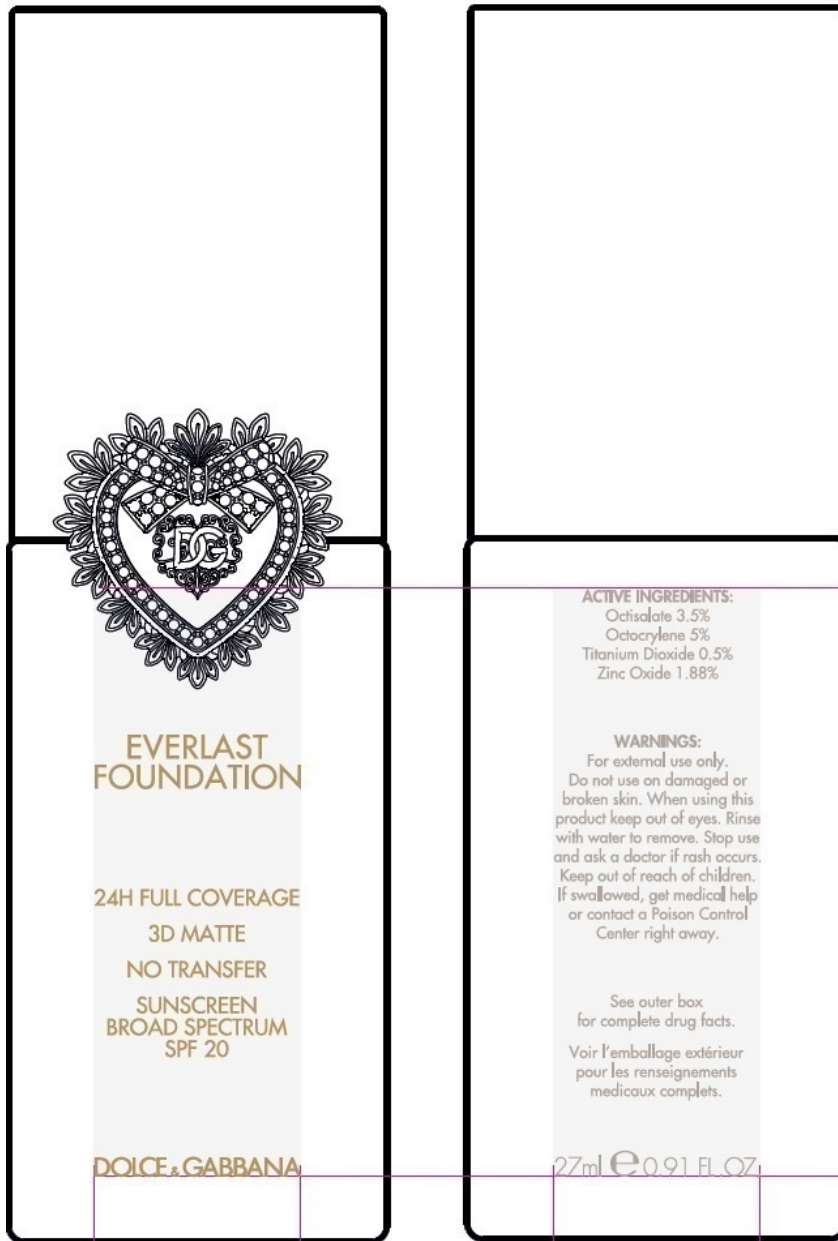 DG
EVERLAST
FOUNDATION
24H FULL COVERAGE
3D MATTE
NO TRANSFER
SUNSCREEN
BROAD SPECTRUM
SPF 20
DOLCE & GABBANA
ACTIVE INGREDIENTS:
Octisalate 3.5%
Octocrylene 5%
Titanium Dioxide 0.5%
Zinc Oxide 1.88%
WARNINGS:
For external use only.
Do not use on damaged or
broken skin. When using this
product keep out of eyes. Rinse
with water to remove. Stop use
and ask a doctor if rash occurs.
Keep out of reach of children.
If swallowed, get medical help
or contact a Poison Control
Center right away.
See outer box
for complete drug facts.
Voir l'emballage extérieur
pour les renseignements
medicaux complets.
27ml ℮ 0.91 FL.OZ.